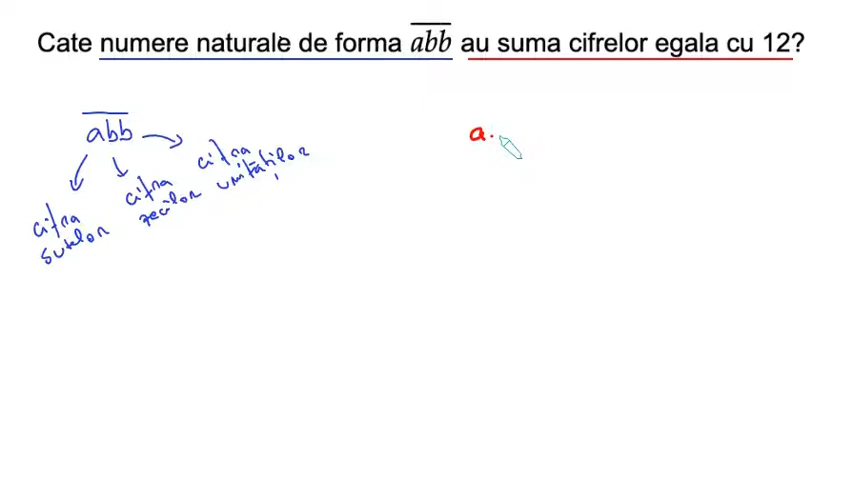 Cate numere naturale de forma abb au suma cifrelor egala cu 12?
abb
a.
cifra sutelor
cifra zecilor
cifra unităților